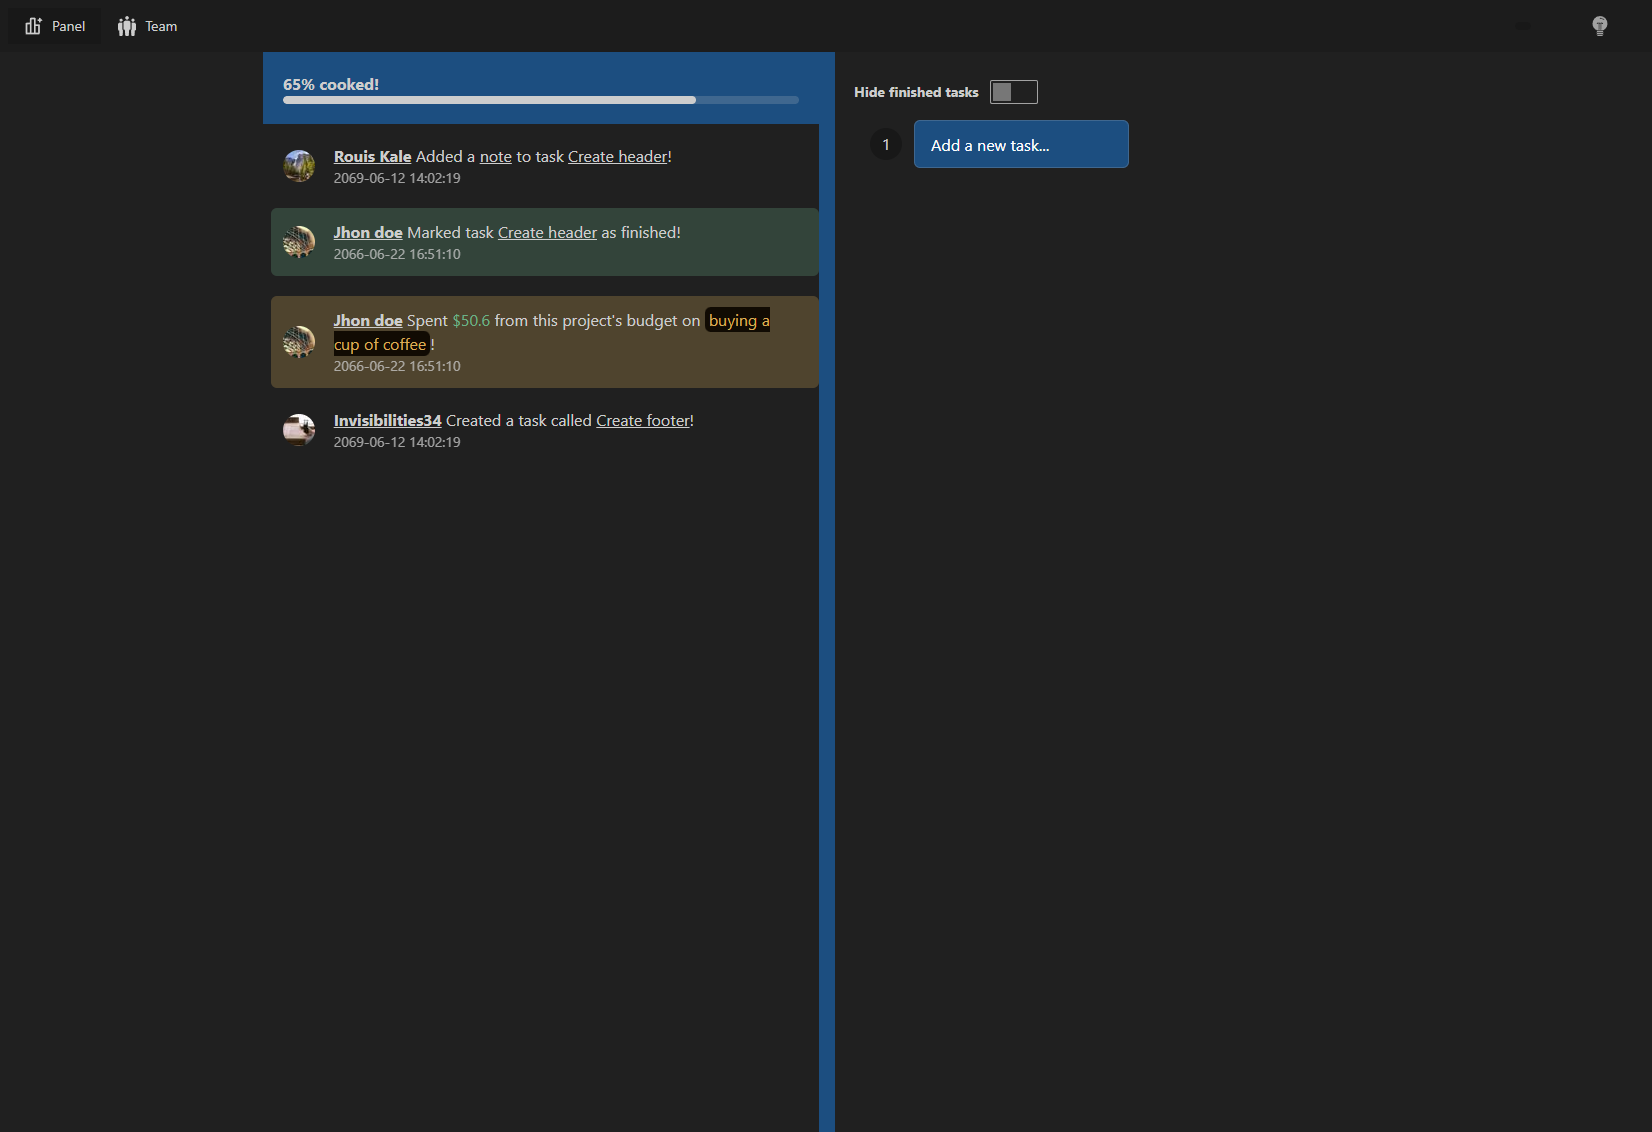 Panel
Team
65% cooked!
Rouis Kale Added a note to task Create header!
2069-06-12 14:02:19
Jhon doe Marked task Create header as finished!
2066-06-22 16:51:10
Jhon doe Spent $50.6 from this project's budget on buying a
cup of coffee!
2066-06-22 16:51:10
Invisibilities34 Created a task called Create footer!
2069-06-12 14:02:19
Hide finished tasks
1
Add a new task...